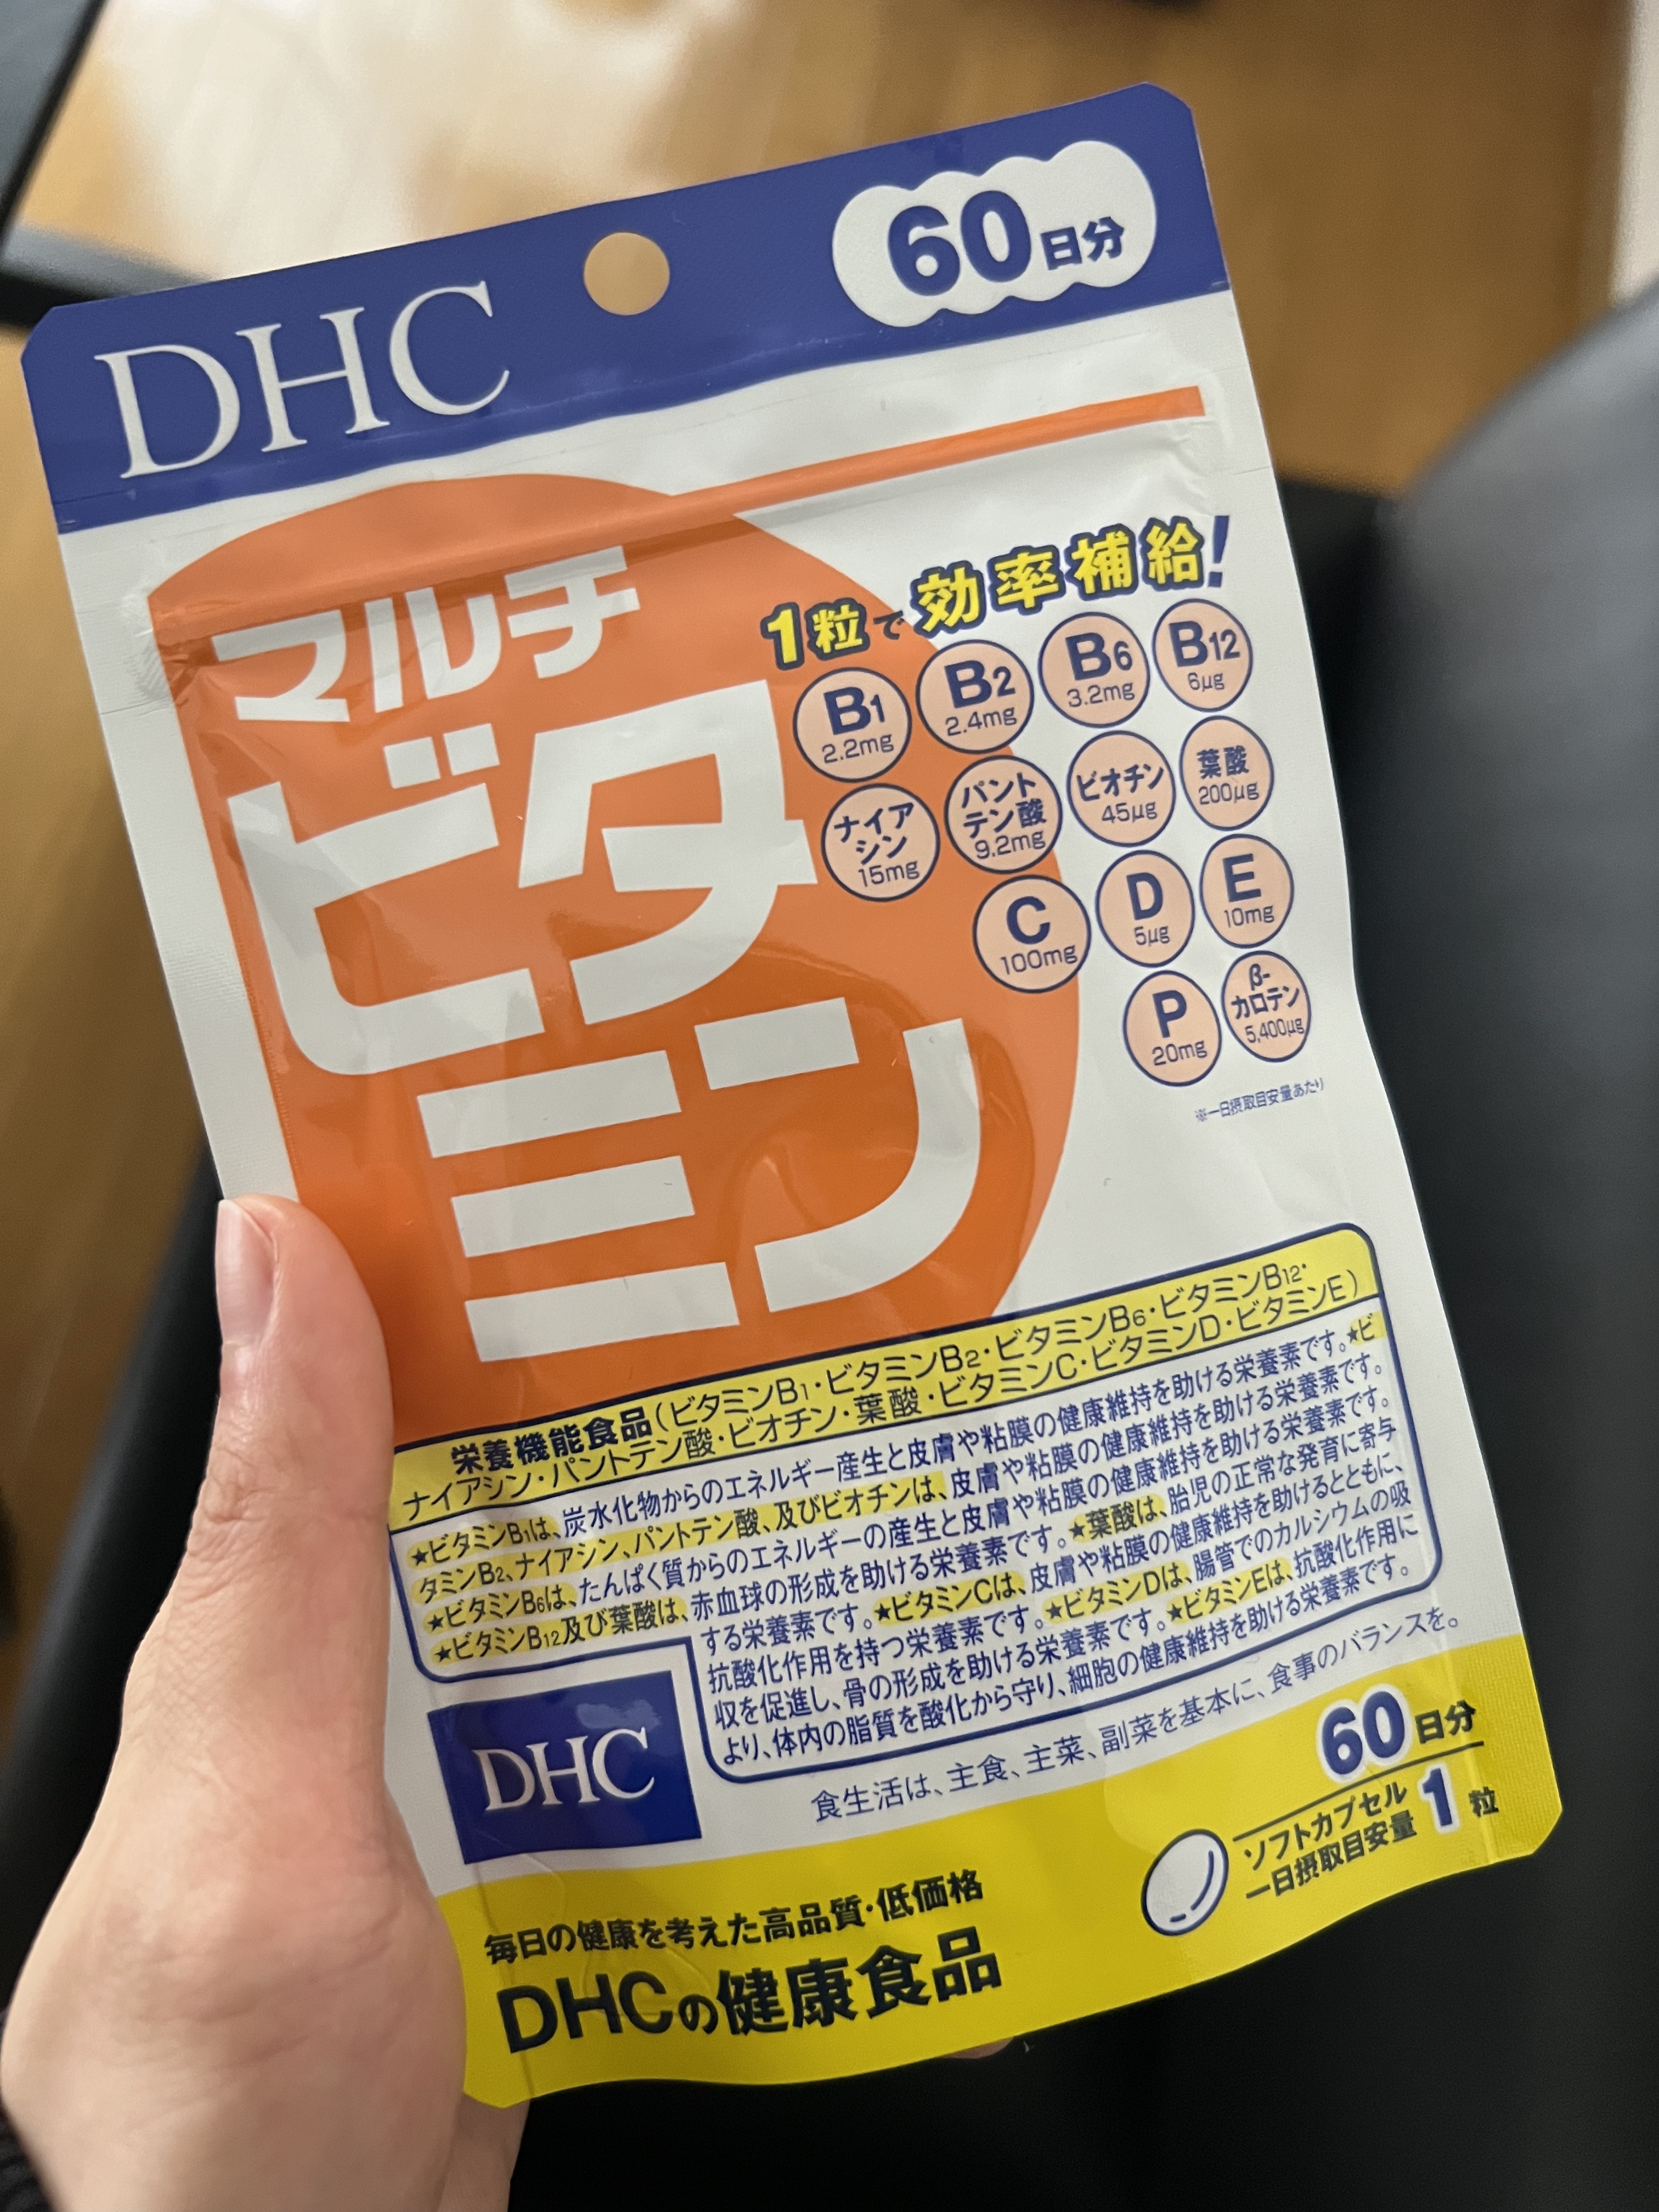 DHC
60日分
マルチ
ビタ
ミン
1粒で効率補給!
B1
2.2mg
B2
2.4mg
B6
3.2mg
B12
6μg
ナイア
シン
15mg
パント
テン酸
9.2mg
ビオチン
45μg
葉酸
200μg
C
100mg
D
5μg
E
10mg
P
20mg
β-
カロテン
5,400μg
※一日摂取目安量あたり
栄養機能食品(ビタミンB1・ビタミンB2・ビタミンB6・ビタミンB12・
ナイアシン・パントテン酸・ビオチン・葉酸・ビタミンC・ビタミンD・ビタミンE)
★ビタミンB1は、炭水化物からのエネルギー産生と皮膚や粘膜の健康維持を助ける栄養素です。★ビ
タミンB2、ナイアシン、パントテン酸、及びビオチンは、皮膚や粘膜の健康維持を助ける栄養素です。
★ビタミンB6は、たんぱく質からのエネルギーの産生と皮膚や粘膜の健康維持を助ける栄養素です。
★ビタミンB12及び葉酸は、赤血球の形成を助ける栄養素です。★葉酸は、胎児の正常な発育に寄与
する栄養素です。★ビタミンCは、皮膚や粘膜の健康維持を助けるとともに、
抗酸化作用を持つ栄養素です。★ビタミンDは、腸管でのカルシウムの吸
収を促進し、骨の形成を助ける栄養素です。★ビタミンEは、抗酸化作用に
より、体内の脂質を酸化から守り、細胞の健康維持を助ける栄養素です。
DHC
食生活は、主食、主菜、副菜を基本に、食事のバランスを。
60日分
ソフトカプセル
一日摂取目安量 1粒
毎日の健康を考えた高品質・低価格
DHCの健康食品